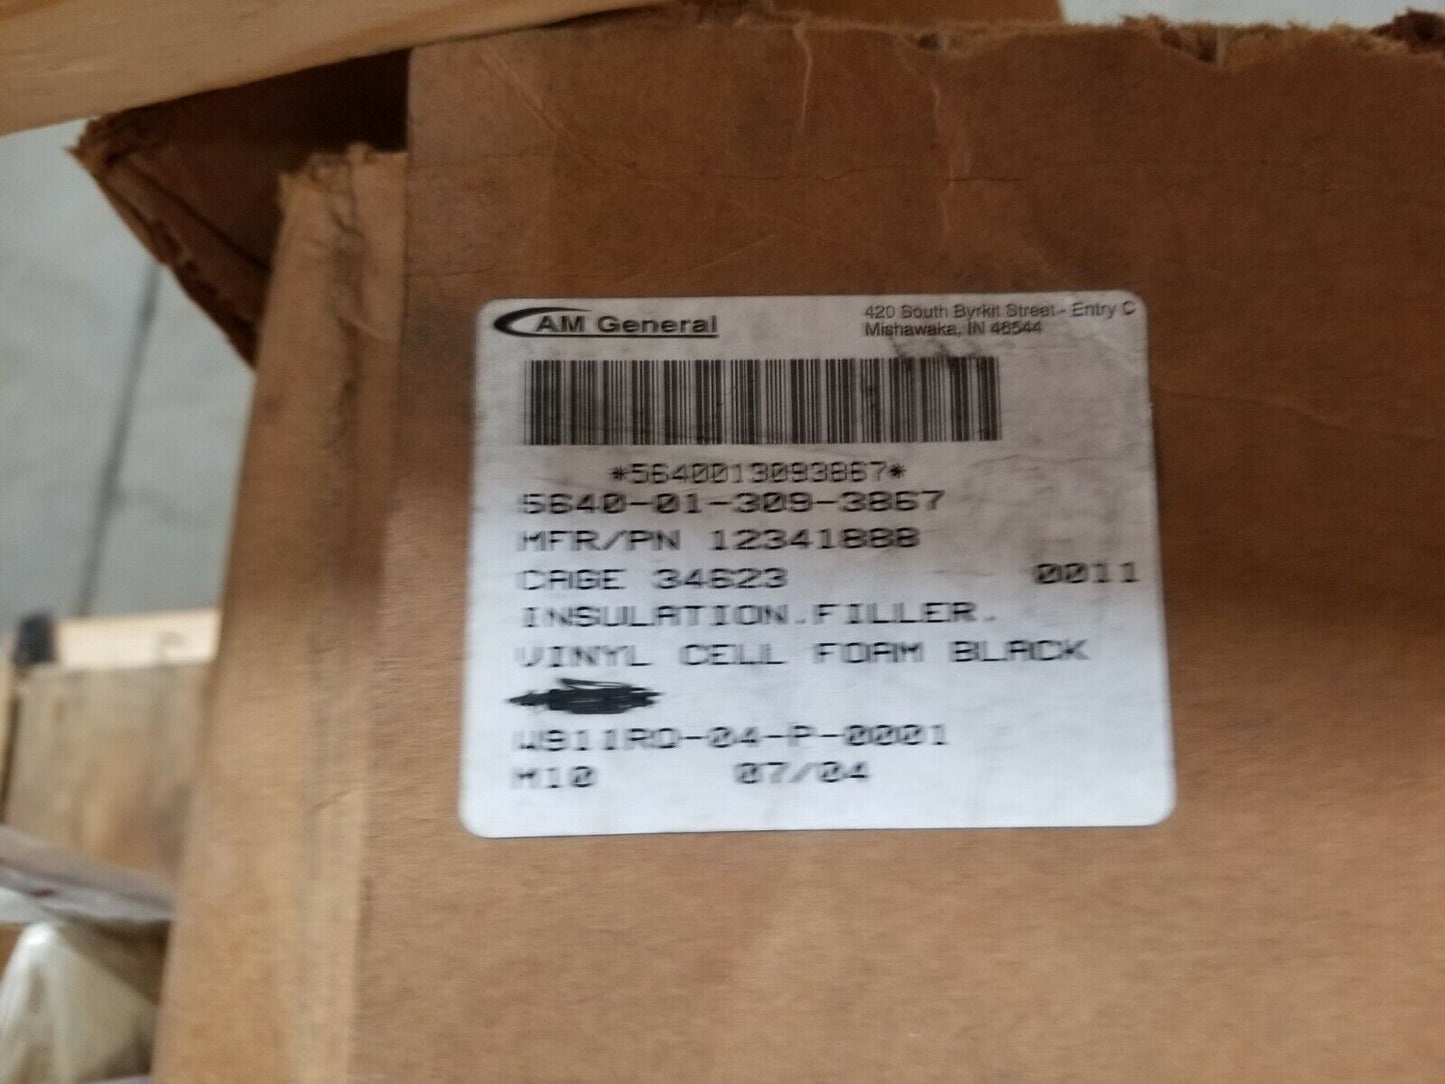 AM General
420 South Byrkit Street - Entry C
Mishawaka, IN 46544
*5640013093867*
5640-01-309-3867
MFR/PN 12341888
CAGE 34623 0011
INSULATION.FILLER.
VINYL CELL FOAM BLACK
W911RQ-04-P-0001
M10 07/04